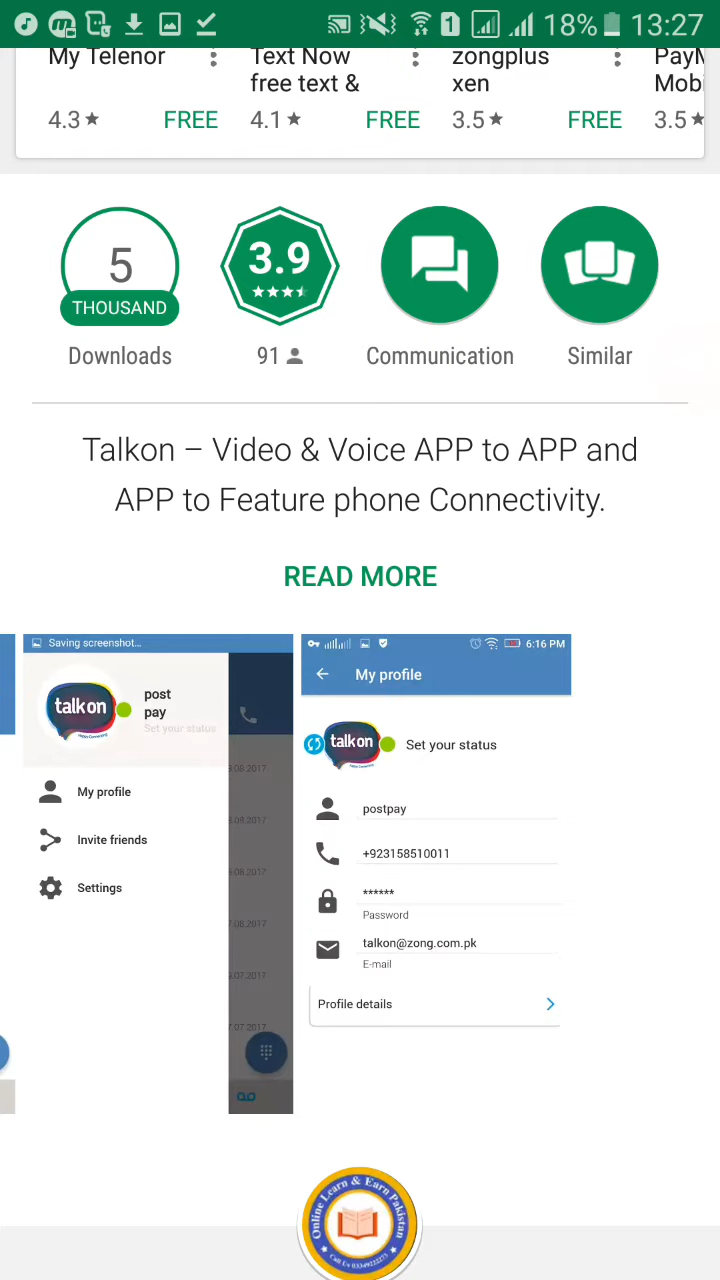 18% 13:27
My Telenor
Text Now
free text &
zongplus
xen
PayM
Mobi
4.3 FREE
4.1 FREE
3.5 FREE
3.5
5
THOUSAND
3.9
Downloads
91
Communication
Similar
Talkon – Video & Voice APP to APP and
APP to Feature phone Connectivity.
READ MORE
Saving screenshot...
talkon
post
pay
Set your status
My profile
Invite friends
Settings
6:16 PM
My profile
talkon
Set your status
postpay
+923158510011
******
Password
talkon@zong.com.pk
E-mail
Profile details
Online Learn & Earn Pakistan